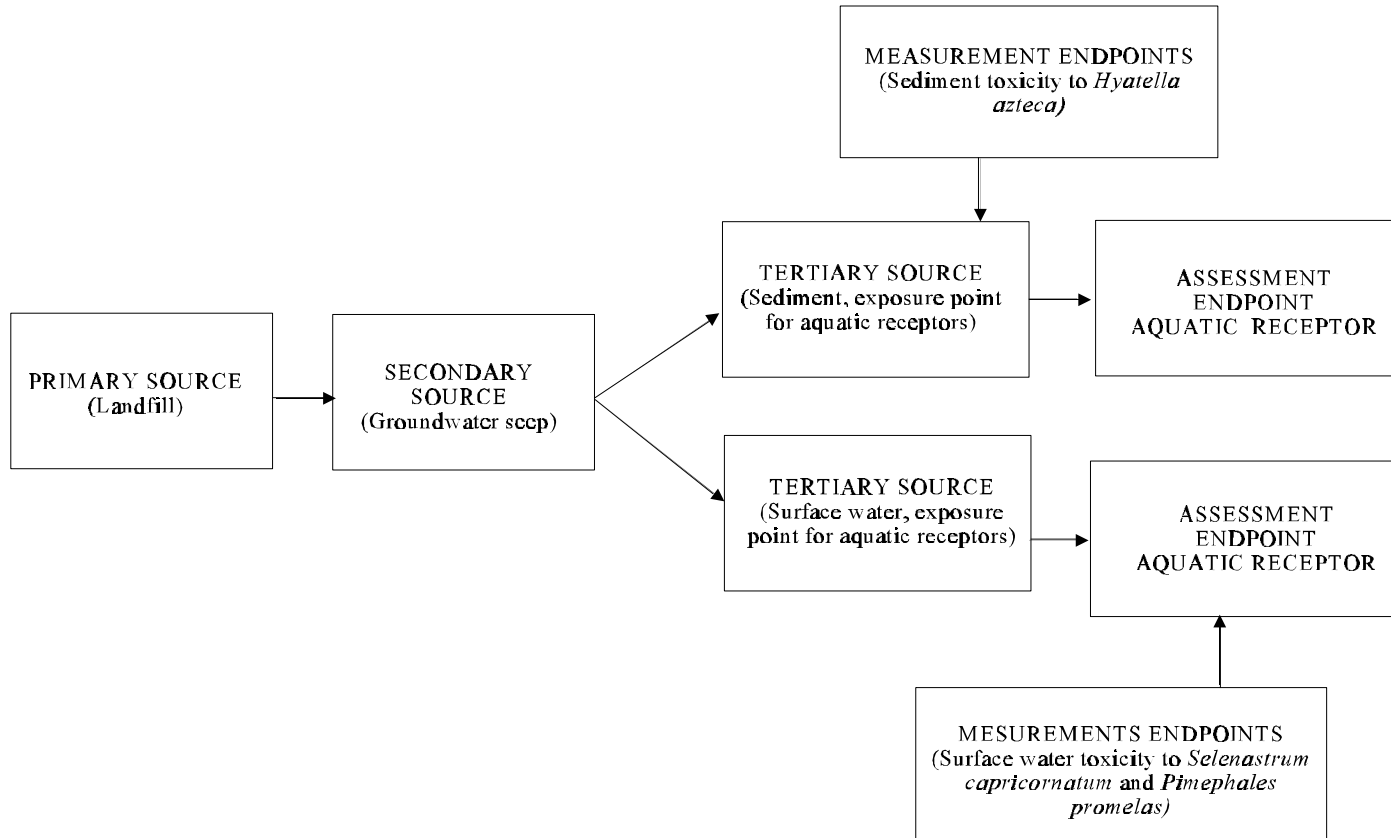 MEASUREMENT ENDPOINTS
(Sediment toxicity to Hyatella
azteca)
TERTIARY SOURCE
(Sediment, exposure point
for aquatic receptors)
ASSESSMENT
ENDPOINT
AQUATIC RECEPTOR
PRIMARY SOURCE
(Landfill)
SECONDARY
SOURCE
(Groundwater seep)
TERTIARY SOURCE
(Surface water, exposure
point for aquatic receptors)
ASSESSMENT
ENDPOINT
AQUATIC RECEPTOR
MESUREMENTS ENDPOINTS
(Surface water toxicity to Selenastrum
capricornatum and Pimephales
promelas)